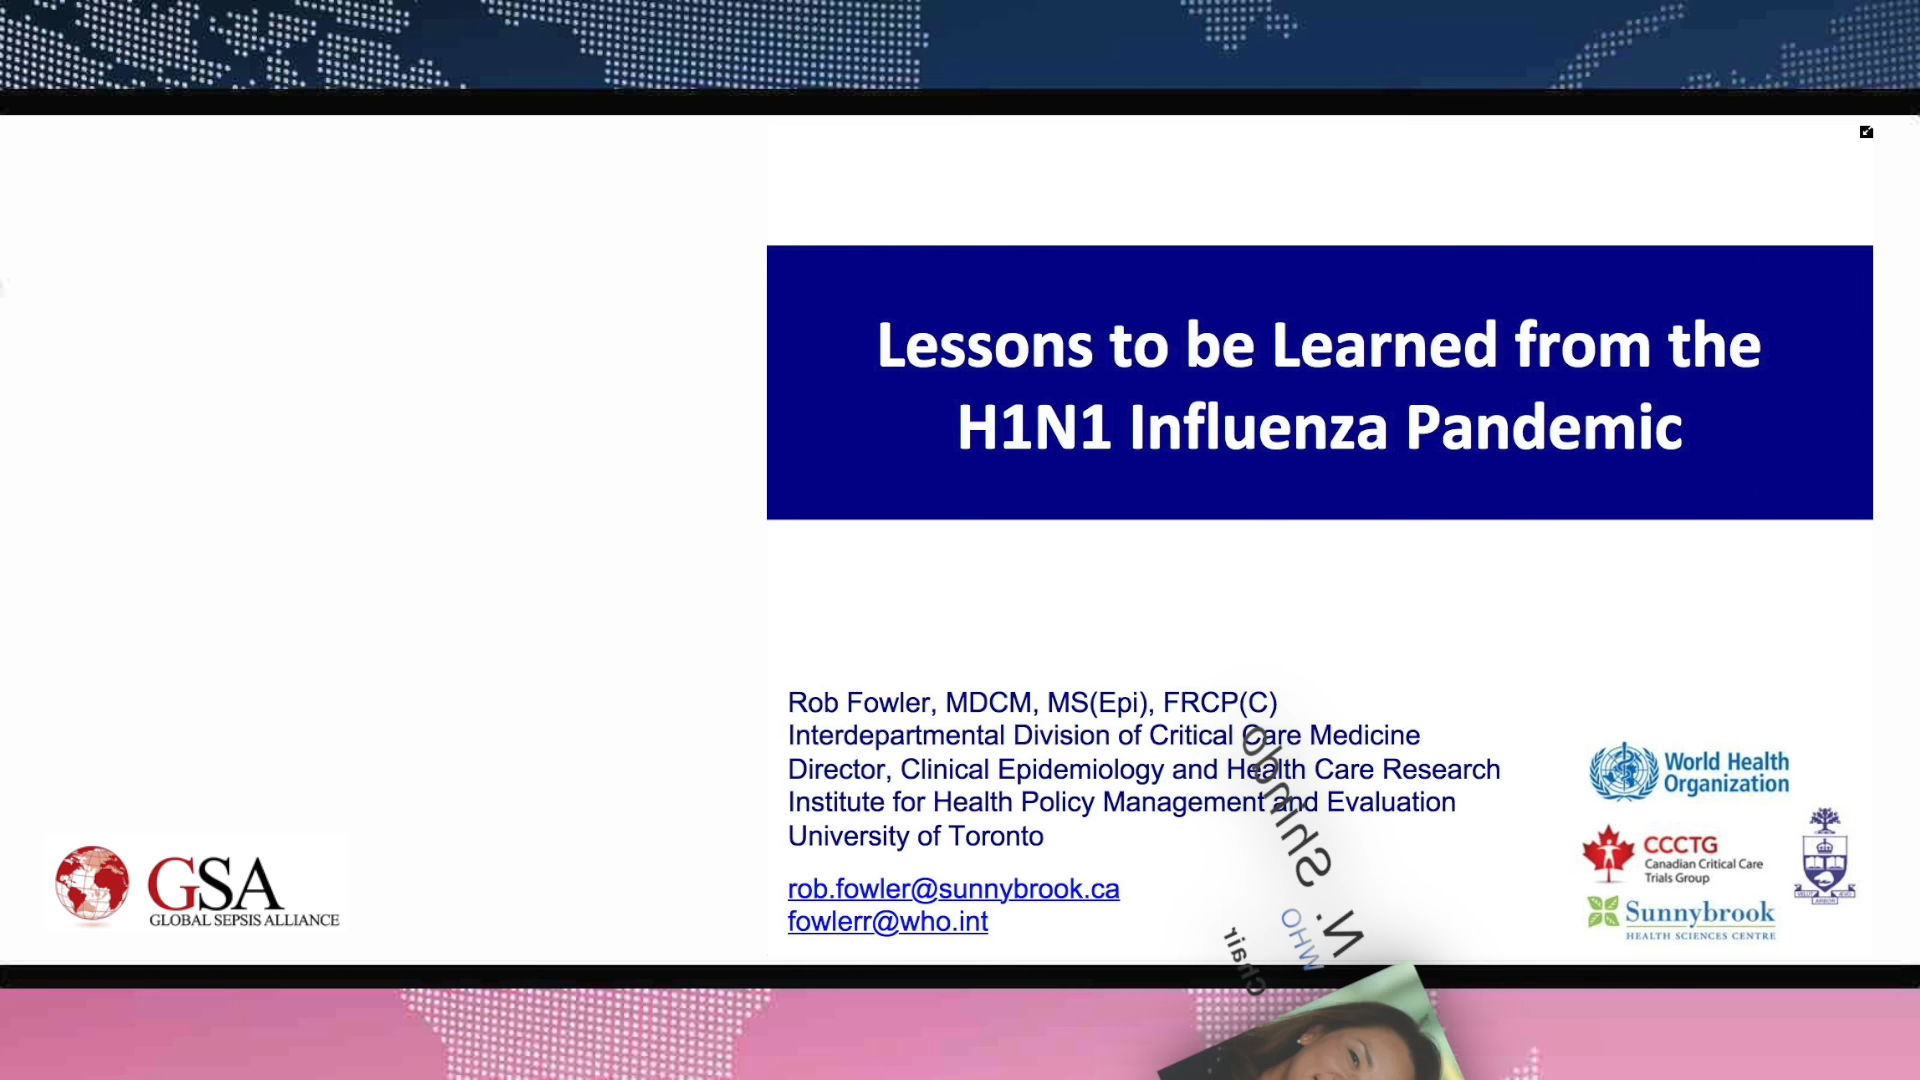 Lessons to be Learned from the
H1N1 Influenza Pandemic
Rob Fowler, MDCM, MS(Epi), FRCP(C)
Interdepartmental Division of Critical Care Medicine
Director, Clinical Epidemiology and Health Care Research
Institute for Health Policy Management and Evaluation
University of Toronto
rob.fowler@sunnybrook.ca
fowlerr@who.int
World Health
Organization
CCCTG
Canadian Critical Care
Trials Group
Sunnybrook
HEALTH SCIENCES CENTRE
GSA
GLOBAL SEPSIS ALLIANCE
N. Shindo
WHO
Chair